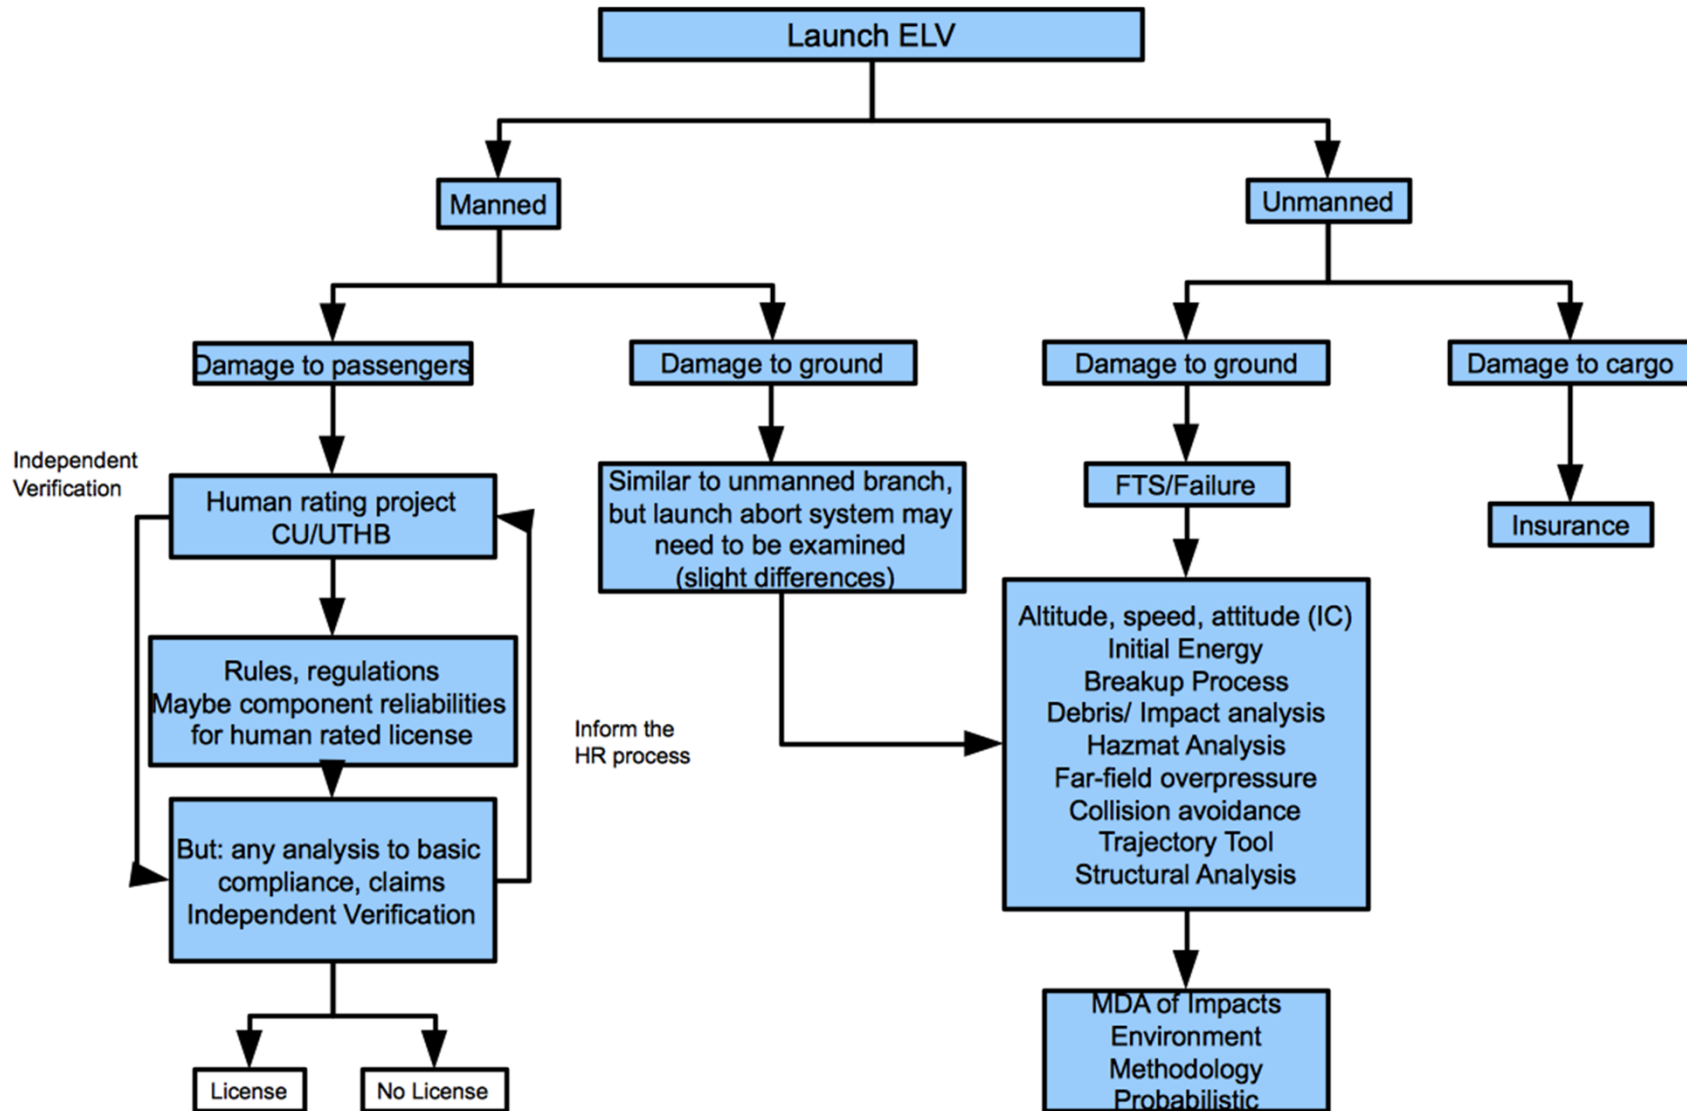 Launch ELV
Manned
Unmanned
Damage to passengers
Damage to ground
Damage to ground
Damage to cargo
Independent
Verification
Human rating project
CU/UTHB
Similar to unmanned branch,
but launch abort system may
need to be examined
(slight differences)
FTS/Failure
Insurance
Altitude, speed, attitude (IC)
Initial Energy
Breakup Process
Debris/ Impact analysis
Hazmat Analysis
Far-field overpressure
Collision avoidance
Trajectory Tool
Structural Analysis
Rules, regulations
Maybe component reliabilities
for human rated license
Inform the
HR process
But: any analysis to basic
compliance, claims
Independent Verification
License
No License
MDA of Impacts
Environment
Methodology
Probabilistic